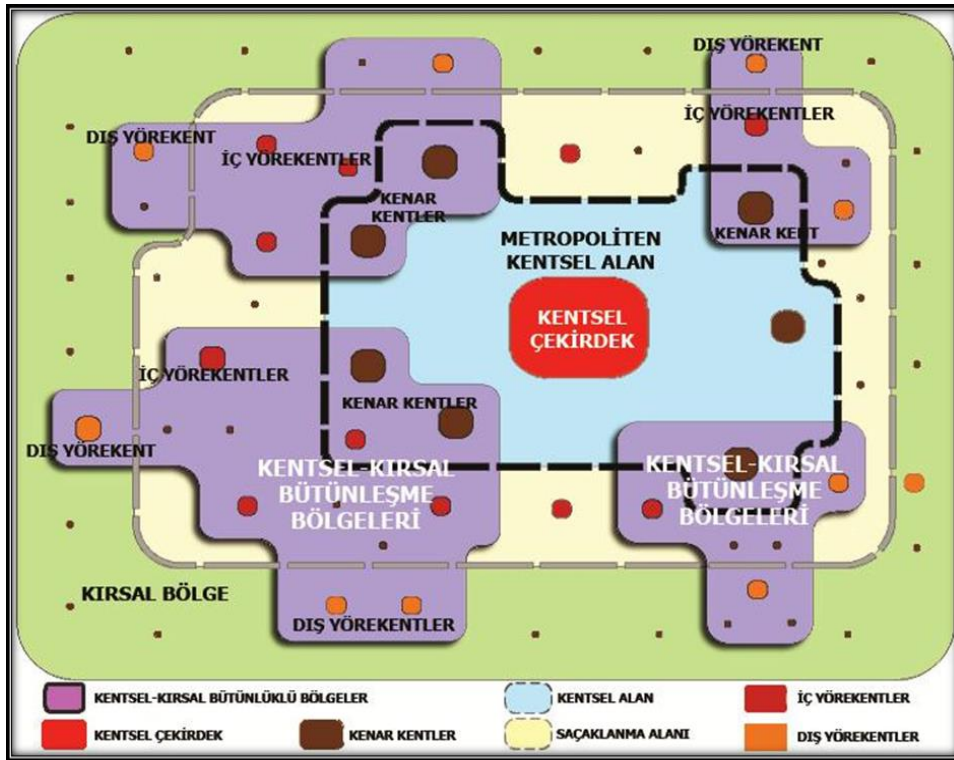 DIŞ YÖREKENT
İÇ YÖREKENTLER
DIŞ YÖREKENT
İÇ YÖREKENTLER
KENAR
KENTLER
KENAR KENT
METROPOLİTEN
KENTSEL ALAN
KENTSEL
ÇEKİRDEK
İÇ YÖREKENTLER
KENAR KENTLER
DIŞ YÖREKENT
KENTSEL-KIRSAL
BÜTÜNLEŞME
BÖLGELERİ
KENTSEL-KIRSAL
BÜTÜNLEŞME
BÖLGELERİ
KIRSAL BÖLGE
DIŞ YÖREKENTLER
KENTSEL-KIRSAL BÜTÜNLÜKLÜ BÖLGELER
KENTSEL ALAN
İÇ YÖREKENTLER
KENTSEL ÇEKİRDEK
KENAR KENTLER
SAÇAKLANMA ALANI
DIŞ YÖREKENTLER